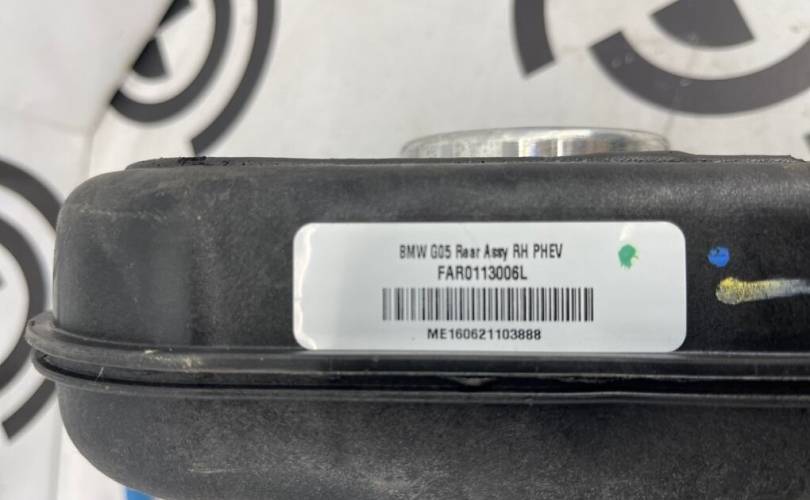 BMW G05 Rear Assy RH PHEV
FAR0113006L
ME160621103888